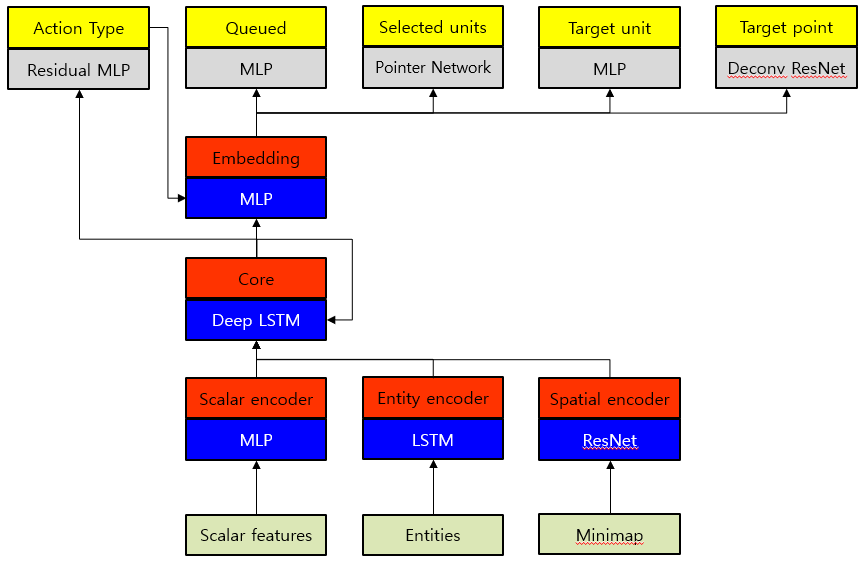 Action Type
Queued
Selected units
Target unit
Target point
Residual MLP
MLP
Pointer Network
MLP
Deconv ResNet
Embedding
MLP
Core
Deep LSTM
Scalar encoder
Entity encoder
Spatial encoder
MLP
LSTM
ResNet
Scalar features
Entities
Minimap